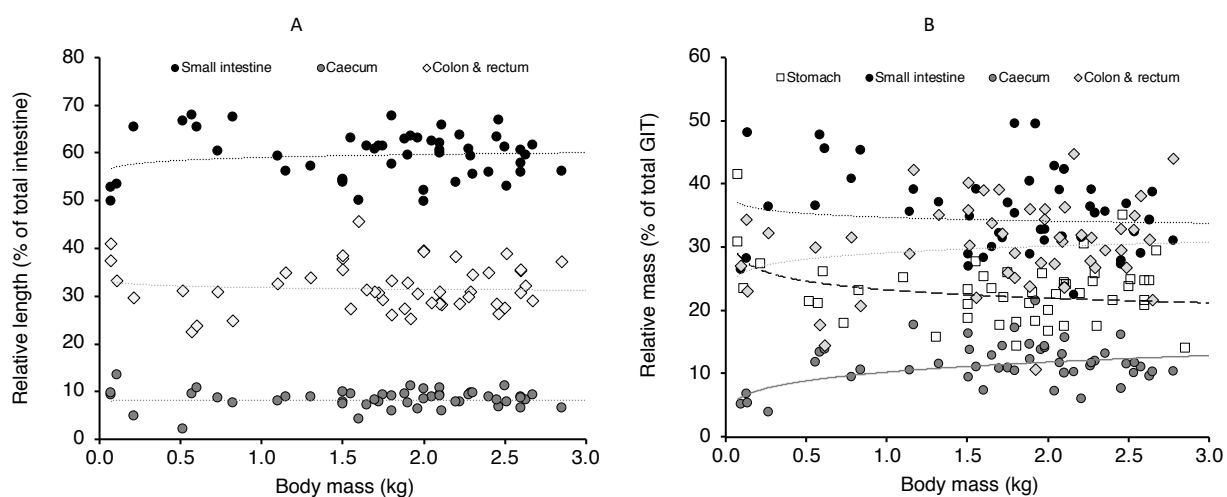 A
80
70
60
50
40
30
20
10
0
Small intestine Caecum Colon & rectum
Relative length (% of total intestine)
0.0 0.5 1.0 1.5 2.0 2.5 3.0
Body mass (kg)
B
60
50
40
30
20
10
0
Stomach Small intestine Caecum Colon & rectum
Relative mass (% of total GIT)
0.0 0.5 1.0 1.5 2.0 2.5 3.0
Body mass (kg)